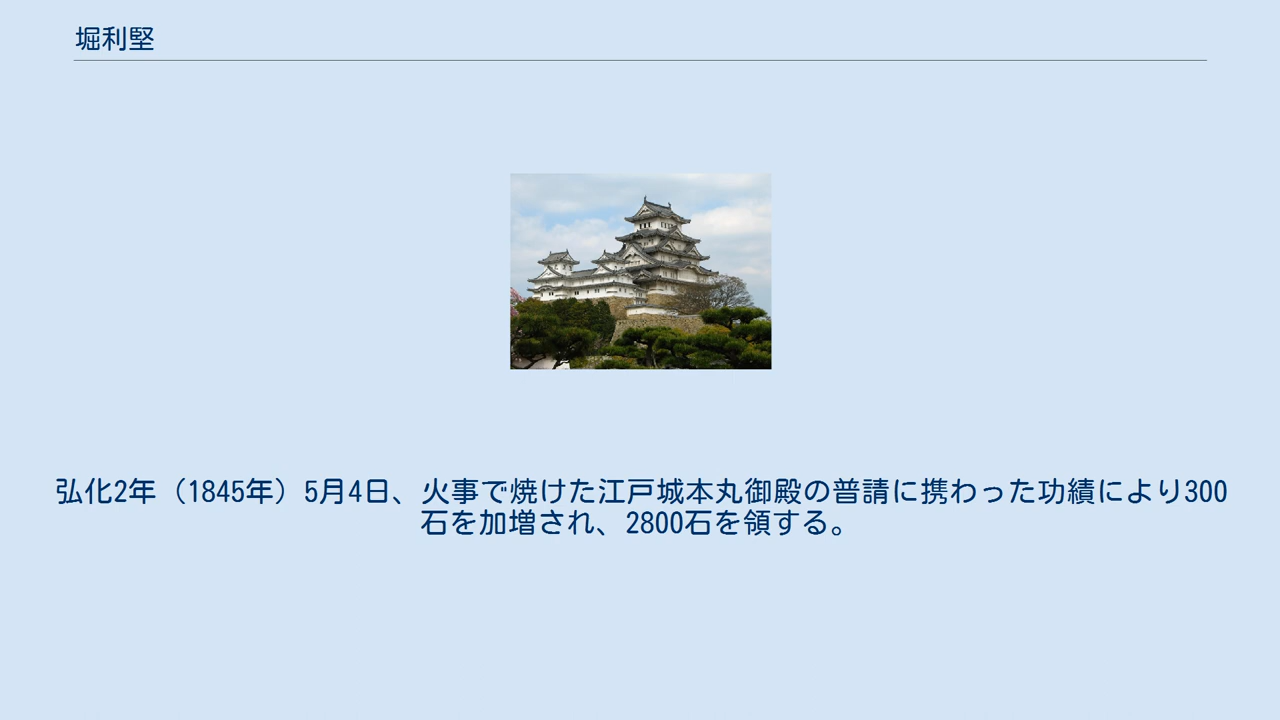 堀利堅
弘化2年（1845年）5月4日、火事で焼けた江戸城本丸御殿の普請に携わった功績により300
石を加増され、2800石を領する。